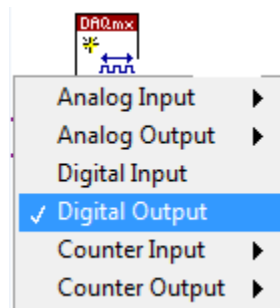 DAQmx
Analog Input
Analog Output
Digital Input
Digital Output
Counter Input
Counter Output